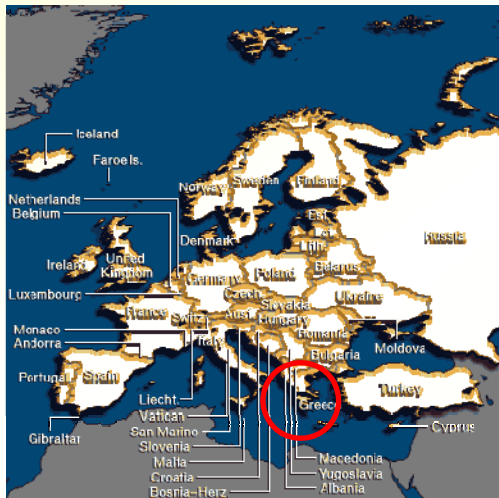 Iceland
Faroe Is.
Norway
Sweden
Finland
Netherlands
Belgium
Est.
Lat.
Lith.
Denmark
Russia
Ireland
United
Kingdom
Germany
Poland
Belarus
Luxembourg
Czech
Slovakia
Ukraine
France
Switz.
Aust.
Hungary
Monaco
Andorra
Italy
Romania
Moldova
Bulgaria
Portugal
Spain
Liecht.
Greece
Turkey
Vatican
Gibraltar
San Marino
Cyprus
Slovenia
Malta
Macedonia
Croatia
Yugoslavia
Bosnia-Herz
Albania